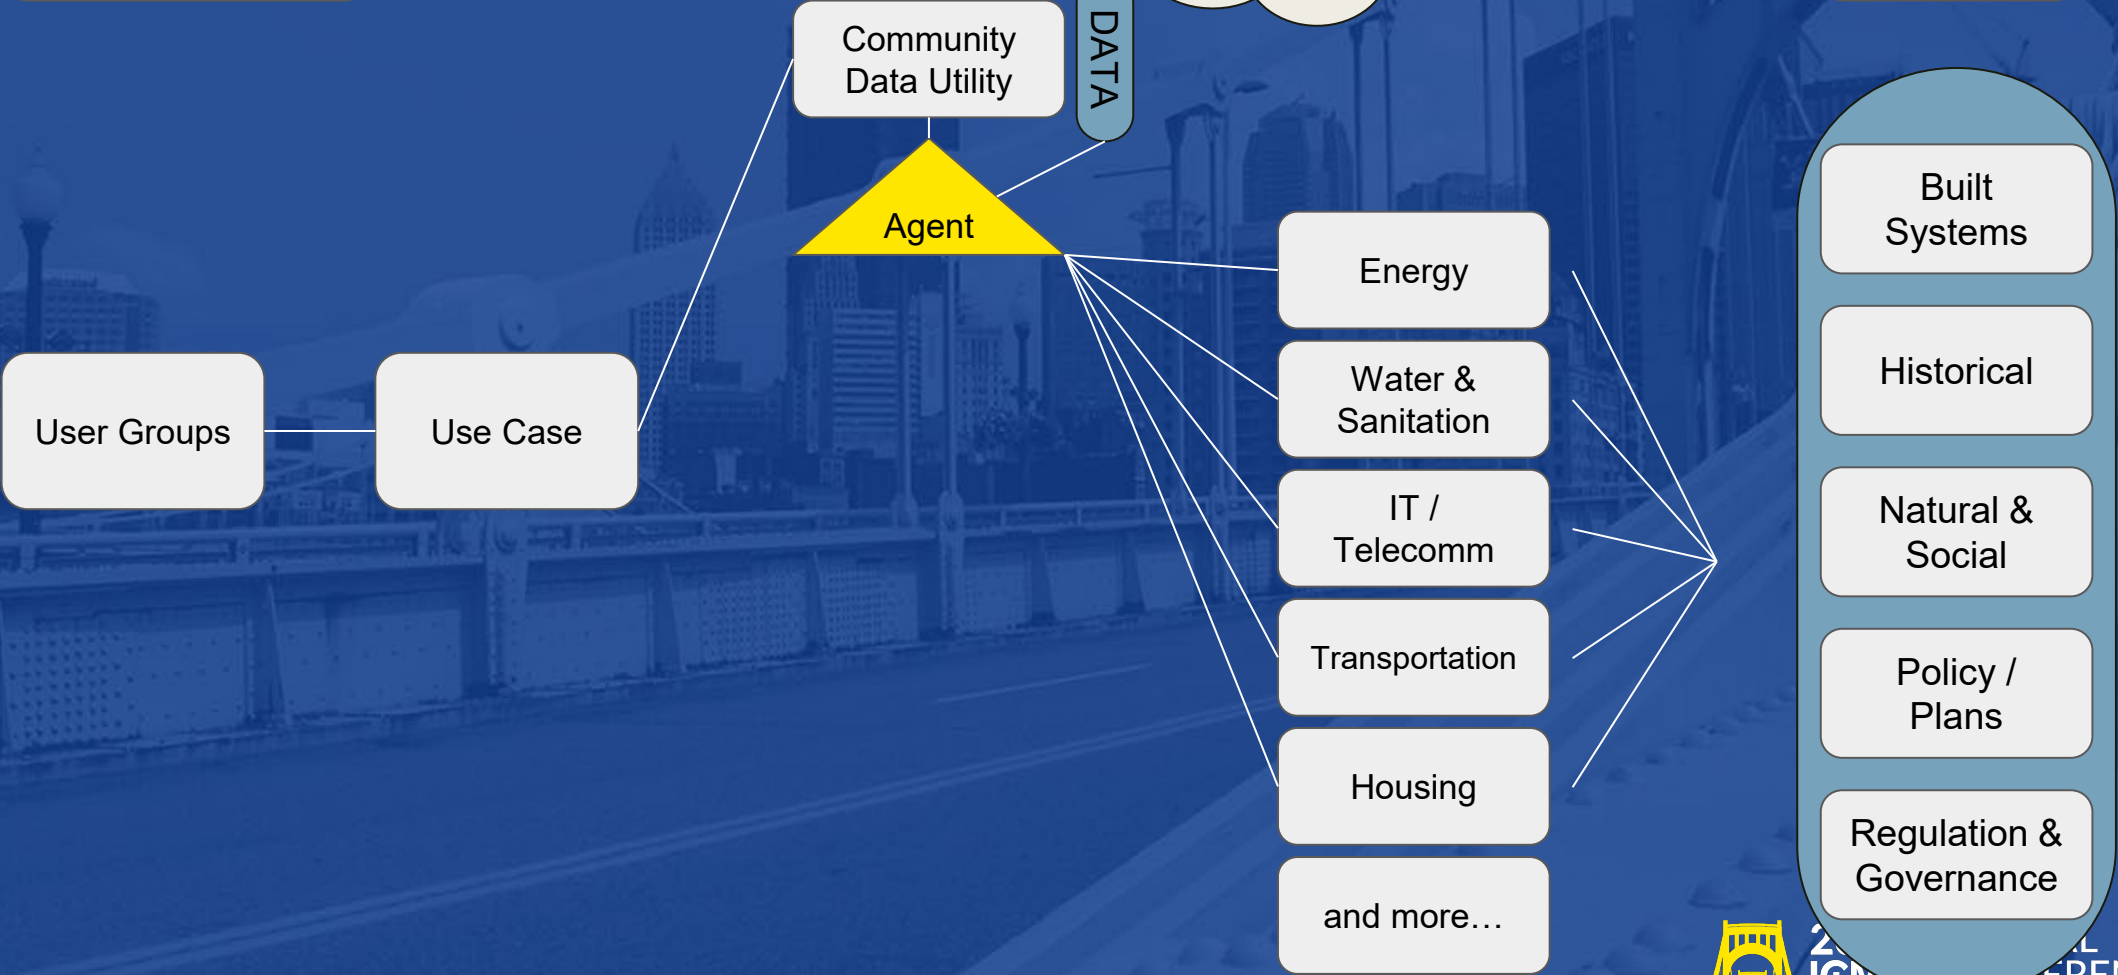 Community
Data Utility
DATA
Agent
User Groups
Use Case
Energy
Water &
Sanitation
IT /
Telecomm
Transportation
Housing
and more…
Built
Systems
Historical
Natural &
Social
Policy /
Plans
Regulation &
Governance